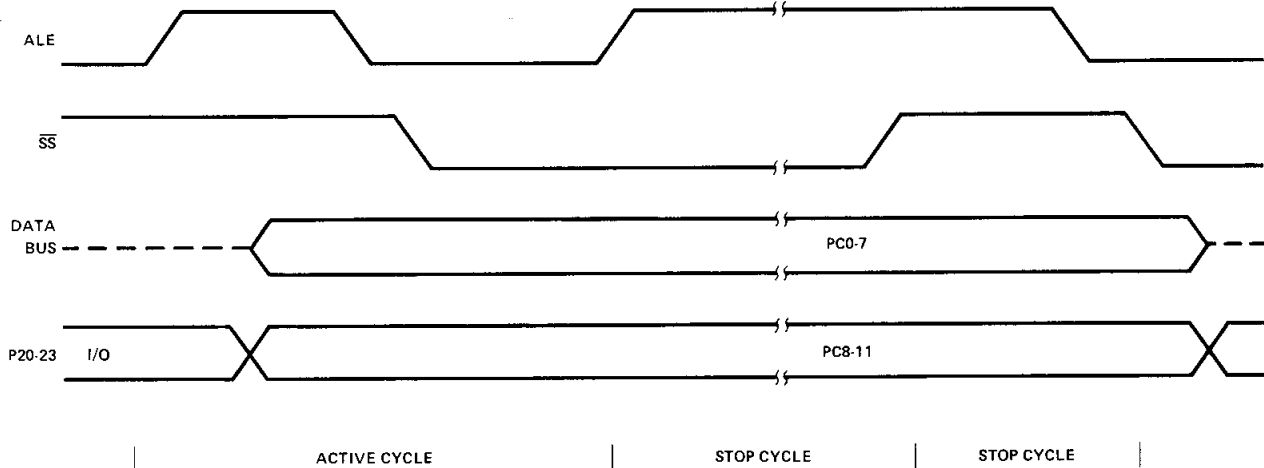 ALE
SS
DATA
BUS
PC0-7
P20-23
I/O
PC8-11
ACTIVE CYCLE
STOP CYCLE
STOP CYCLE